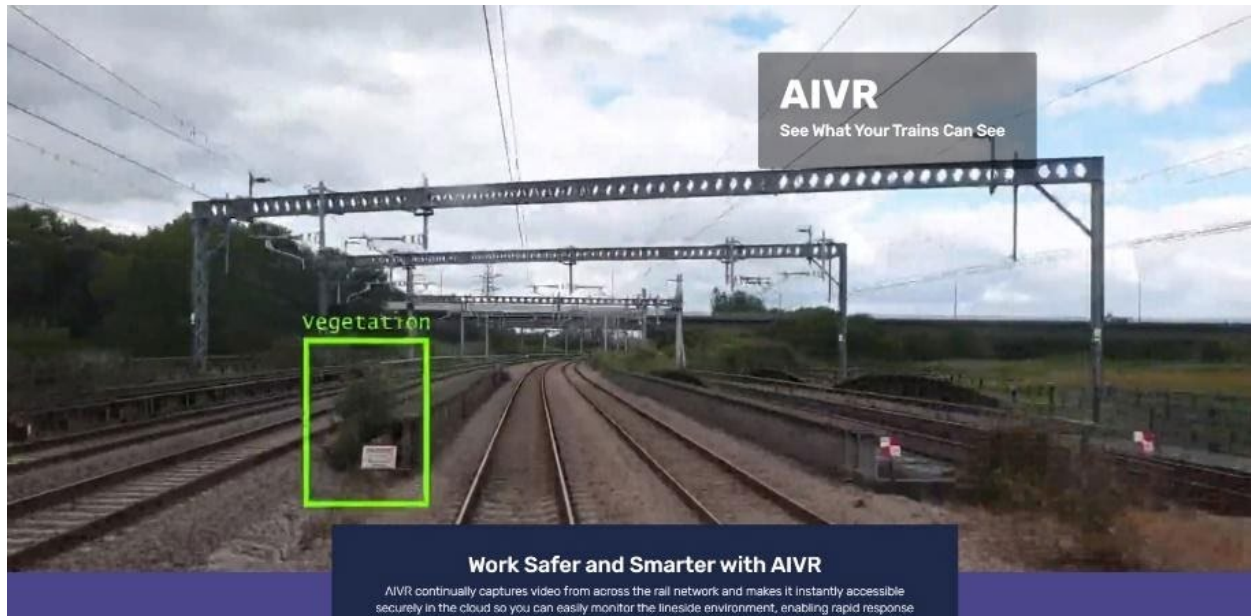 AIVR
See What Your Trains Can See
Vegetation
Work Safer and Smarter with AIVR
AIVR continually captures video from across the rail network and makes it instantly accessible
securely in the cloud so you can easily monitor the lineside environment, enabling rapid response